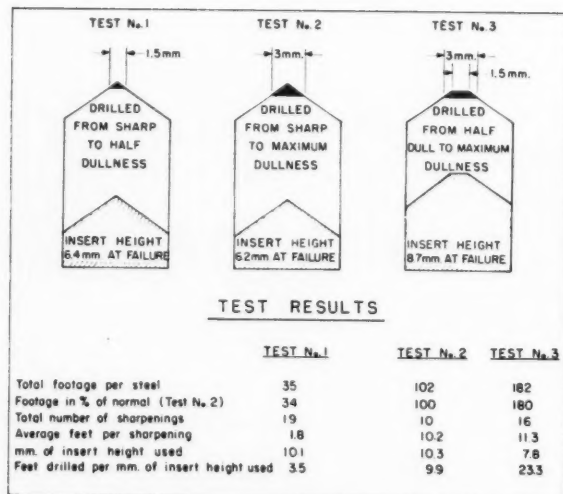 TEST No.1 TEST No.2 TEST No.3
1.5mm. 3mm. 3mm.
1.5mm.
DRILLED FROM SHARP TO HALF DULLNESS
DRILLED FROM SHARP TO MAXIMUM DULLNESS
DRILLED FROM HALF DULL TO MAXIMUM DULLNESS
INSERT HEIGHT 6.4mm AT FAILURE
INSERT HEIGHT 6.2mm AT FAILURE
INSERT HEIGHT 8.7mm. AT FAILURE
TEST RESULTS
TEST No.1 TEST No.2 TEST No.3
Total footage per steel 35 102 182
Footage in % of normal (Test No. 2) 34 100 180
Total number of sharpenings 19 10 16
Average feet per sharpening 1.8 10.2 11.3
mm. of insert height used 10.1 10.3 7.8
Feet drilled per mm. of insert height used 3.5 9.9 23.3